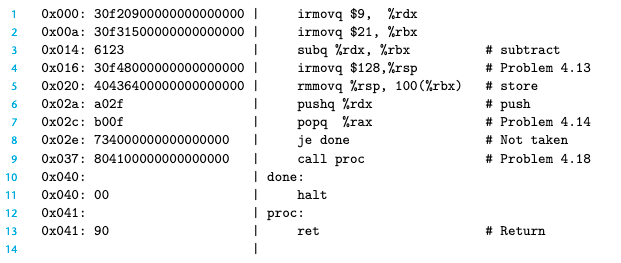 1 0x000: 30f20900000000000000 | irmovq $9, %rdx
2 0x00a: 30f31500000000000000 | irmovq $21, %rbx
3 0x014: 6123 | subq %rdx, %rbx # subtract
4 0x016: 30f48000000000000000 | irmovq $128,%rsp # Problem 4.13
5 0x020: 40436400000000000000 | rmmovq %rsp, 100(%rbx) # store
6 0x02a: a02f | pushq %rdx # push
7 0x02c: b00f | popq %rax # Problem 4.14
8 0x02e: 734000000000000000 | je done # Not taken
9 0x037: 804100000000000000 | call proc # Problem 4.18
10 0x040: | done:
11 0x040: 00 | halt
12 0x041: | proc:
13 0x041: 90 | ret # Return
14 |